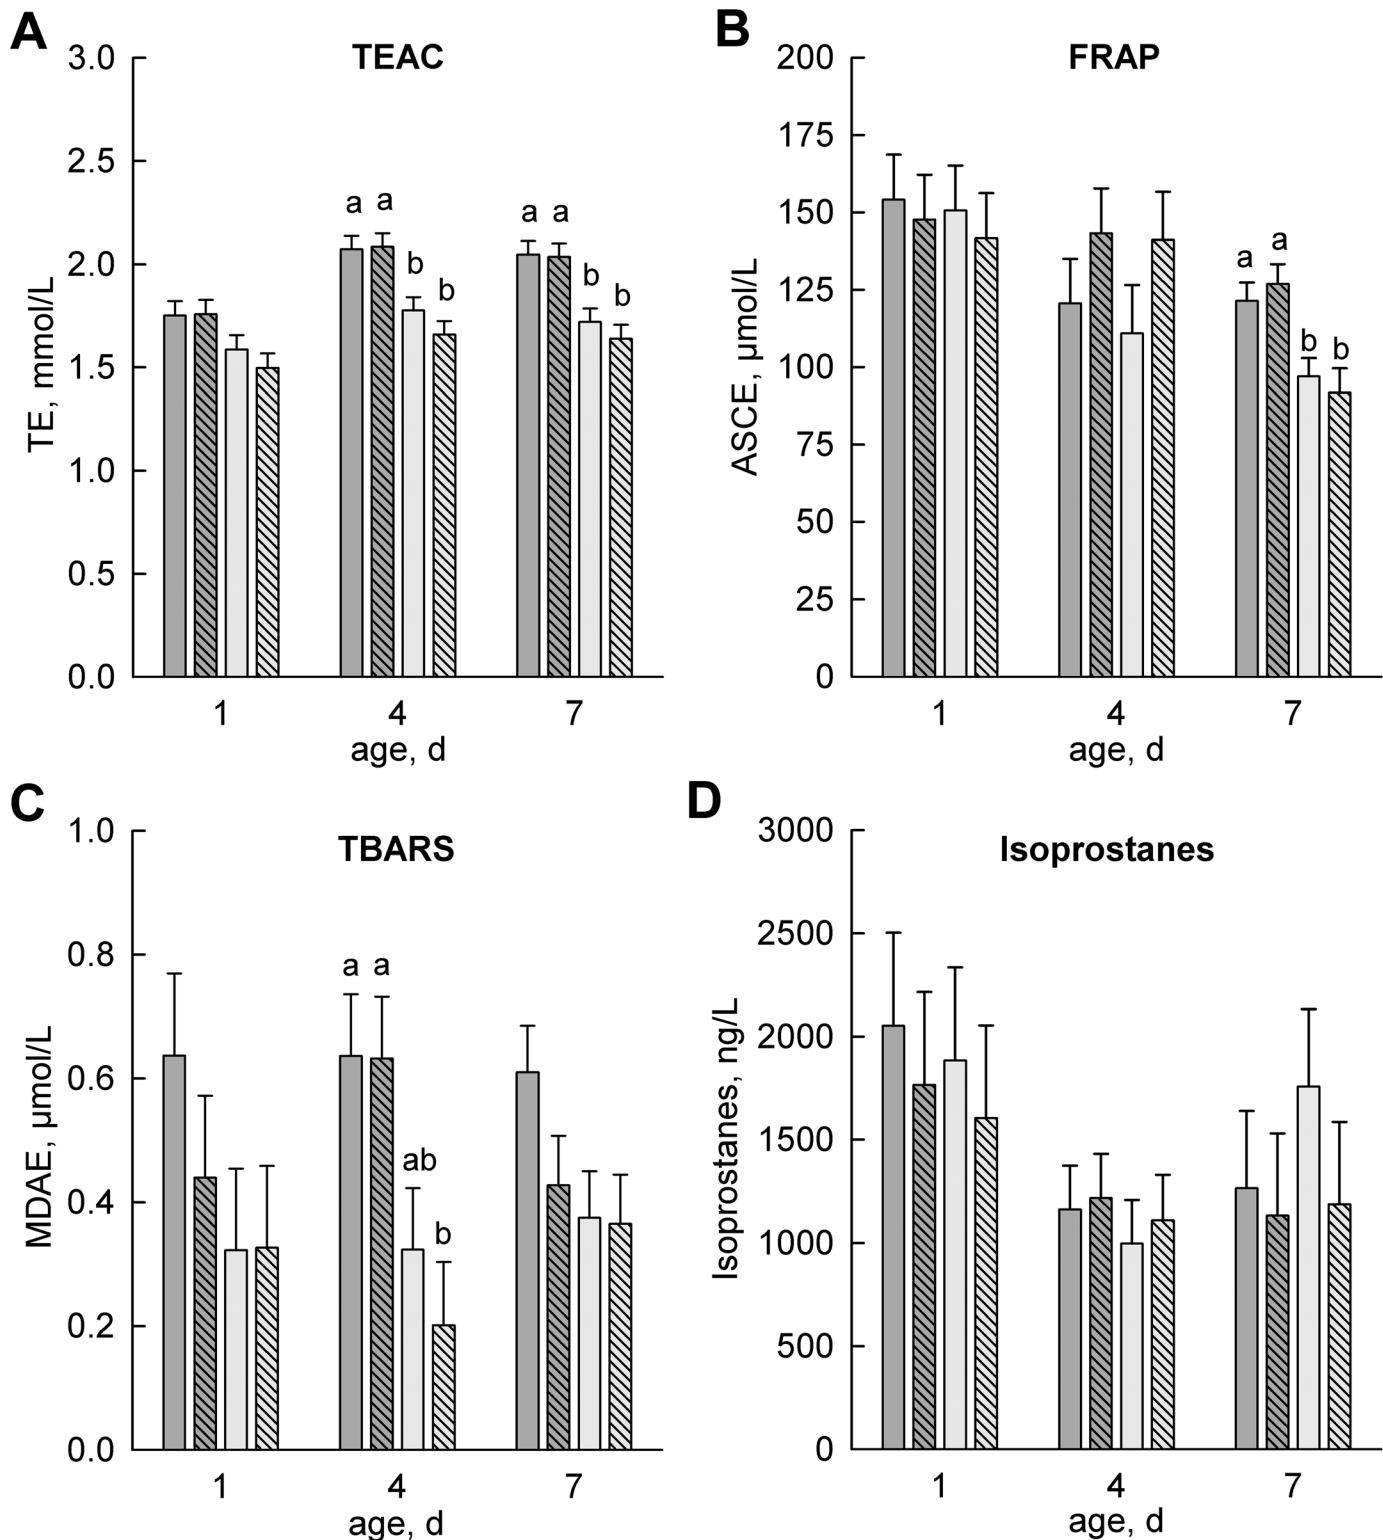 A
TEAC
3.0
2.5
2.0
1.5
1.0
0.5
0.0
TE, mmol/L
a a b b
a a b b
1 4 7
age, d
B
FRAP
200
175
150
125
100
75
50
25
0
ASCE, µmol/L
a a b b
1 4 7
age, d
C
TBARS
1.0
0.8
0.6
0.4
0.2
0.0
MDAE, µmol/L
a a ab b
1 4 7
age, d
D
Isoprostanes
3000
2500
2000
1500
1000
500
0
Isoprostanes, ng/L
1 4 7
age, d